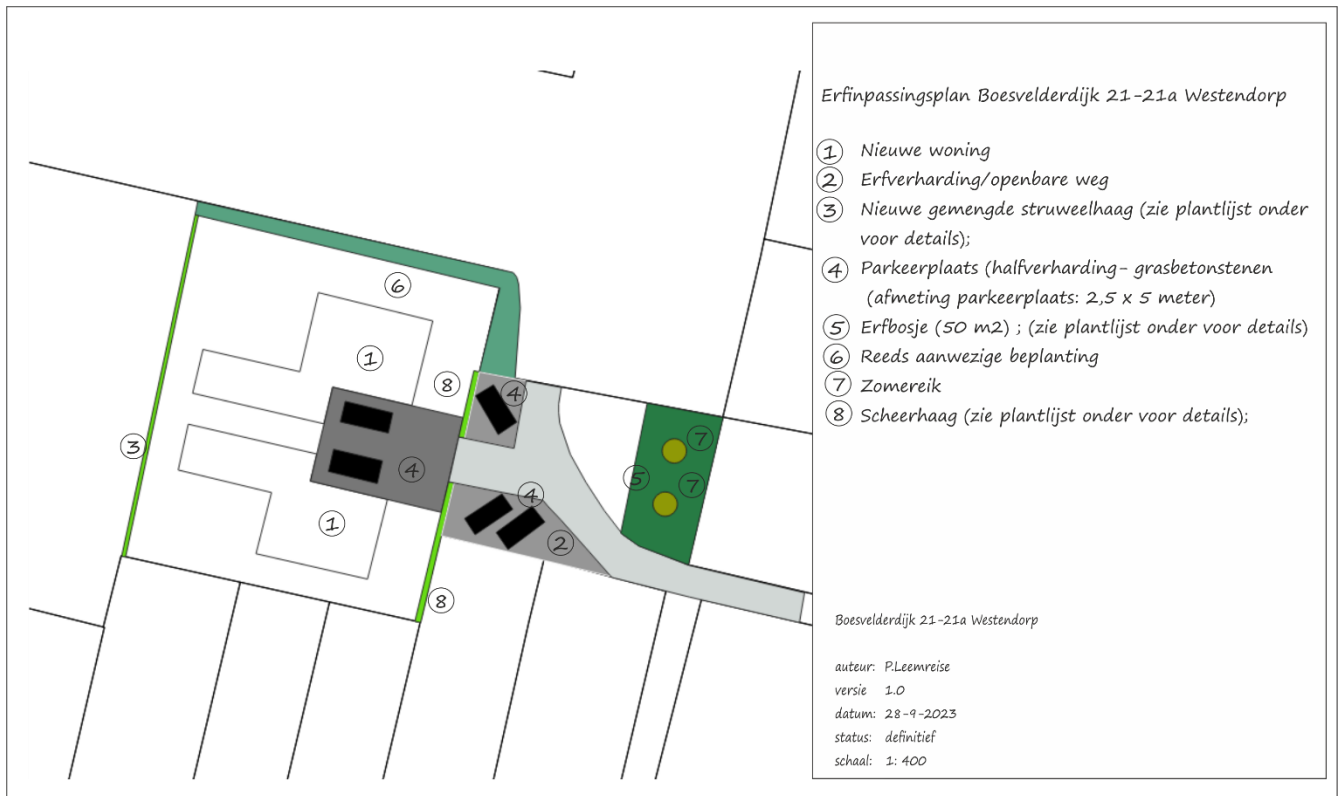 Erfinpassingsplan Boesvelderdijk 21-21a Westendorp
1 Nieuwe woning
2 Erfverharding/openbare weg
3 Nieuwe gemengde struweelhaag (zie plantlijst onder
voor details);
4 Parkeerplaats (halfverharding- grasbetonstenen
(afmeting parkeerplaats: 2,5 x 5 meter)
5 Erfbosje (50 m2) ; (zie plantlijst onder voor details)
6 Reeds aanwezige beplanting
7 Zomereik
8 Scheerhaag (zie plantlijst onder voor details);
6
1
8
4
7
3
4
5
7
4
1
2
8
Boesvelderdijk 21-21a Westendorp
auteur: P.Leemreise
versie 1.0
datum: 28-9-2023
status: definitief
schaal: 1: 400